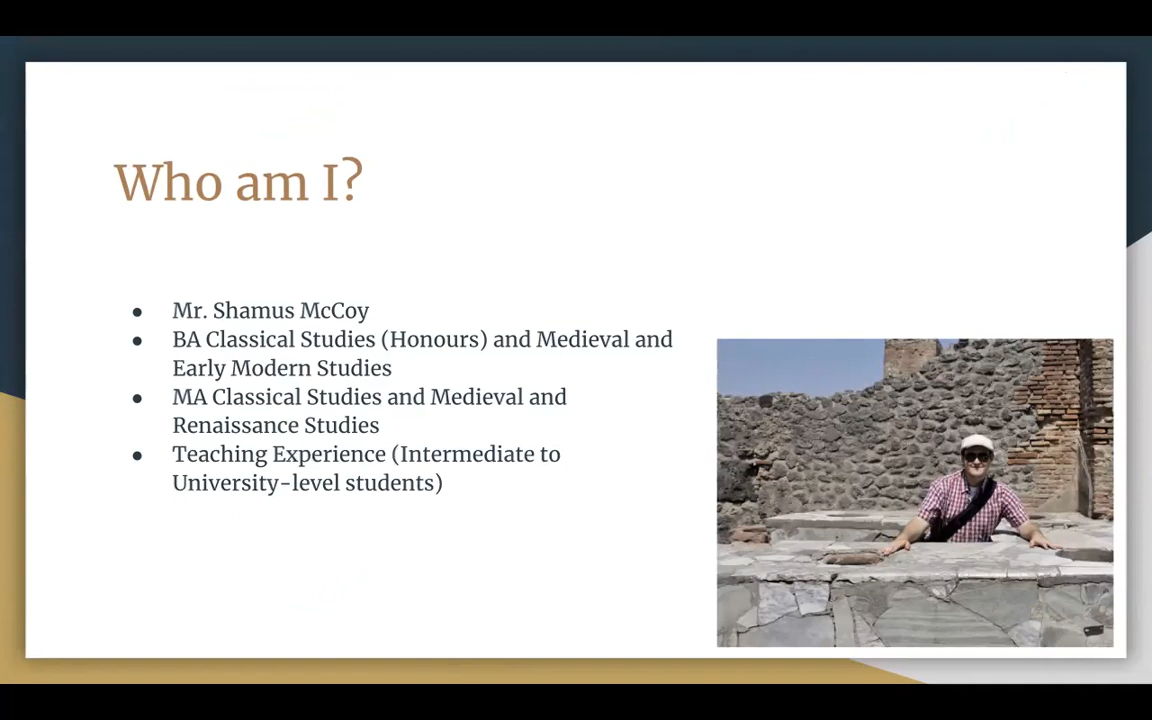 Who am I?
● Mr. Shamus McCoy
● BA Classical Studies (Honours) and Medieval and
Early Modern Studies
● MA Classical Studies and Medieval and
Renaissance Studies
● Teaching Experience (Intermediate to
University-level students)